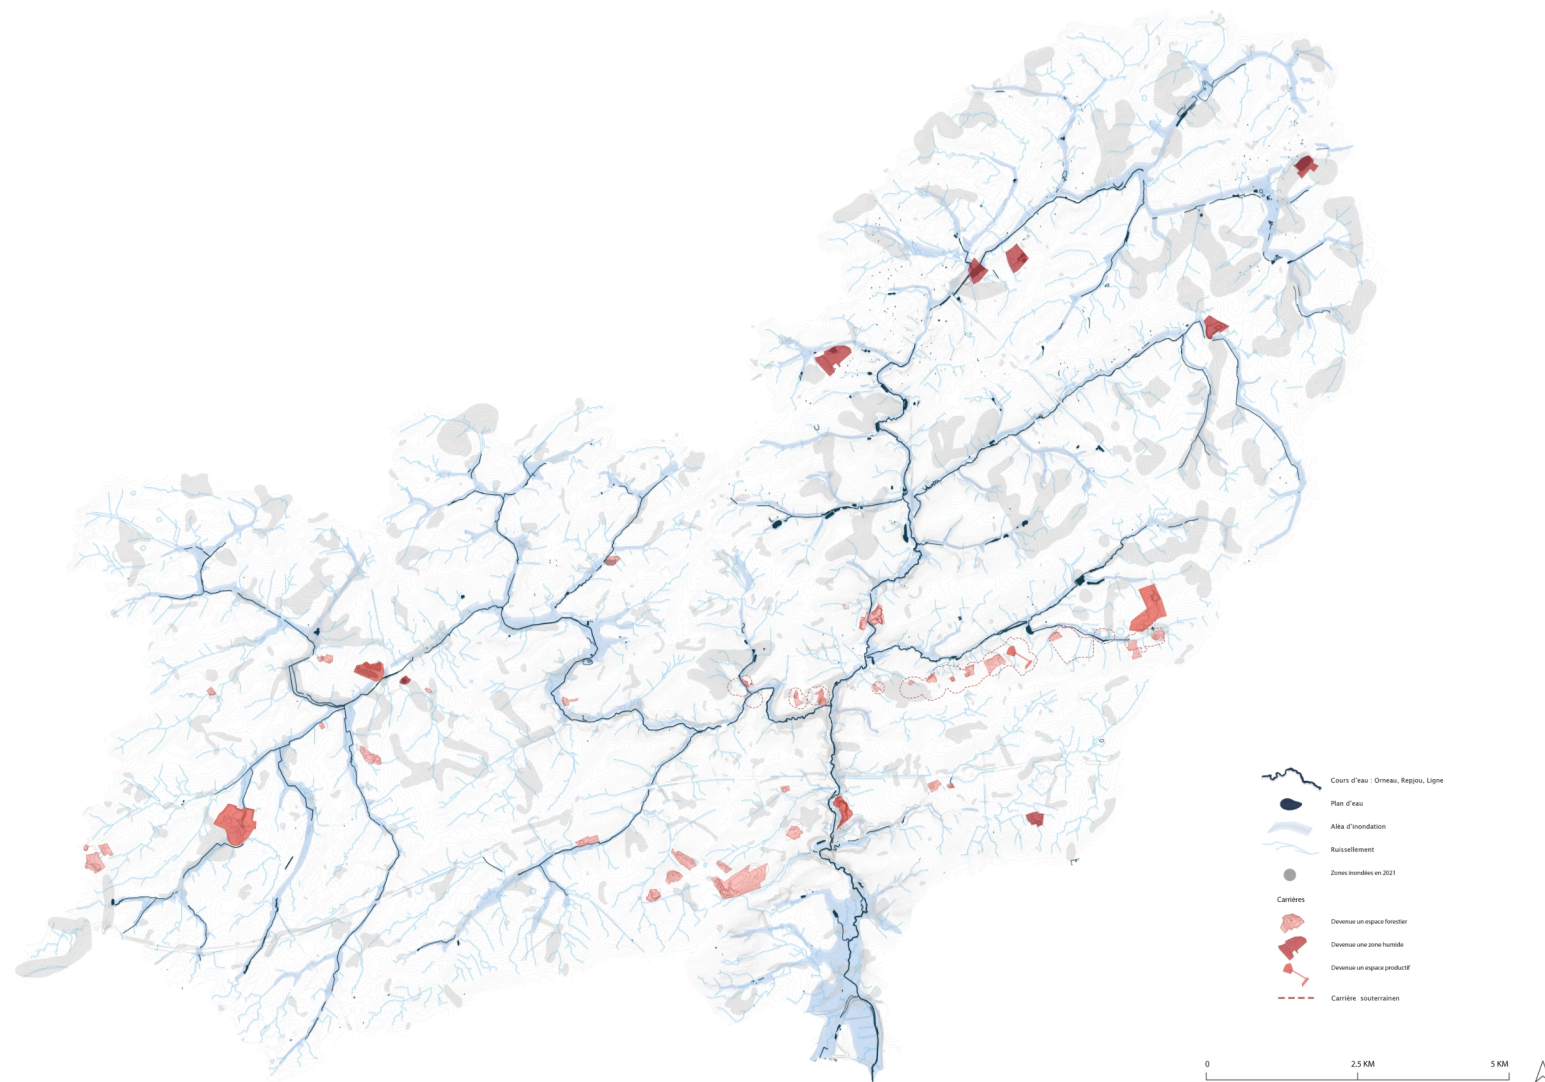 Cours d'eau : Orneau, Repjou, Ligne
Plan d'eau
Aléa d'inondation
Ruissellement
Zones inondées en 2021
Carrières
Devenue un espace forestier
Devenue une zone humide
Devenue un espace productif
Carrière souterrainen
0 2.5 KM 5 KM